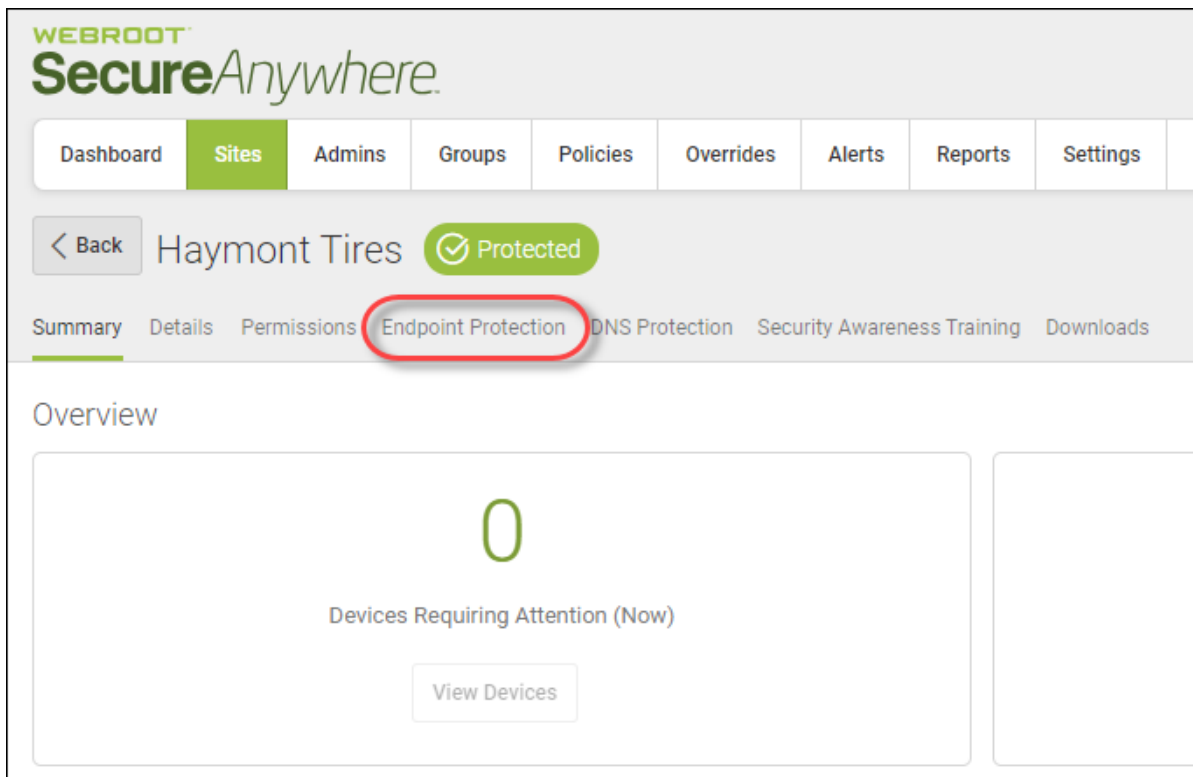 WEBROOT
SecureAnywhere.
Dashboard Sites Admins Groups Policies Overrides Alerts Reports Settings
Back Haymont Tires Protected
Summary Details Permissions Endpoint Protection DNS Protection Security Awareness Training Downloads
Overview
0
Devices Requiring Attention (Now)
View Devices